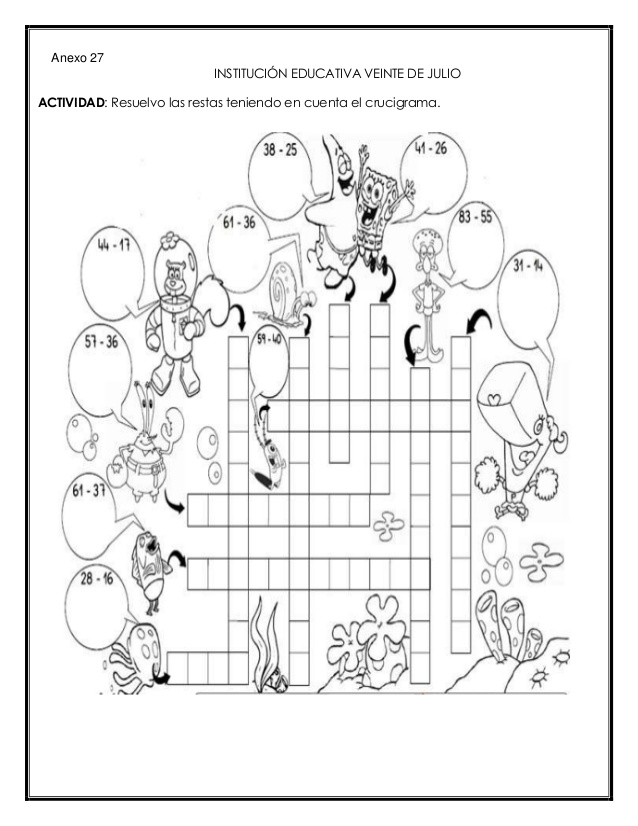 Anexo 27
INSTITUCIÓN EDUCATIVA VEINTE DE JULIO
ACTIVIDAD: Resuelvo las restas teniendo en cuenta el crucigrama.
38 - 25
41 - 26
61 - 36
83 - 55
44 - 17
31 - 14
57 - 36
59 - 40
61 - 37
28 - 16